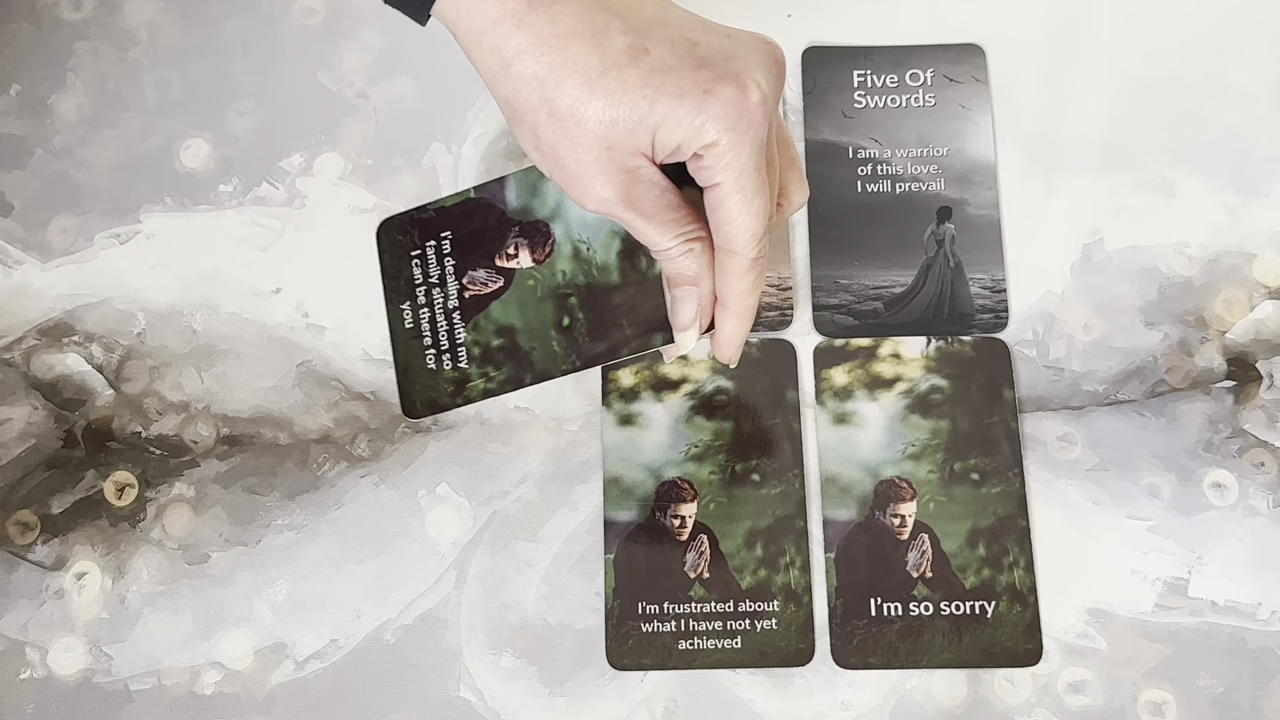 Five Of
Swords
I am a warrior
of this love.
I will prevail
I'm dealing with my
family situation so
I can be there for
you
I'm frustrated about
what I have not yet
achieved
I'm so sorry